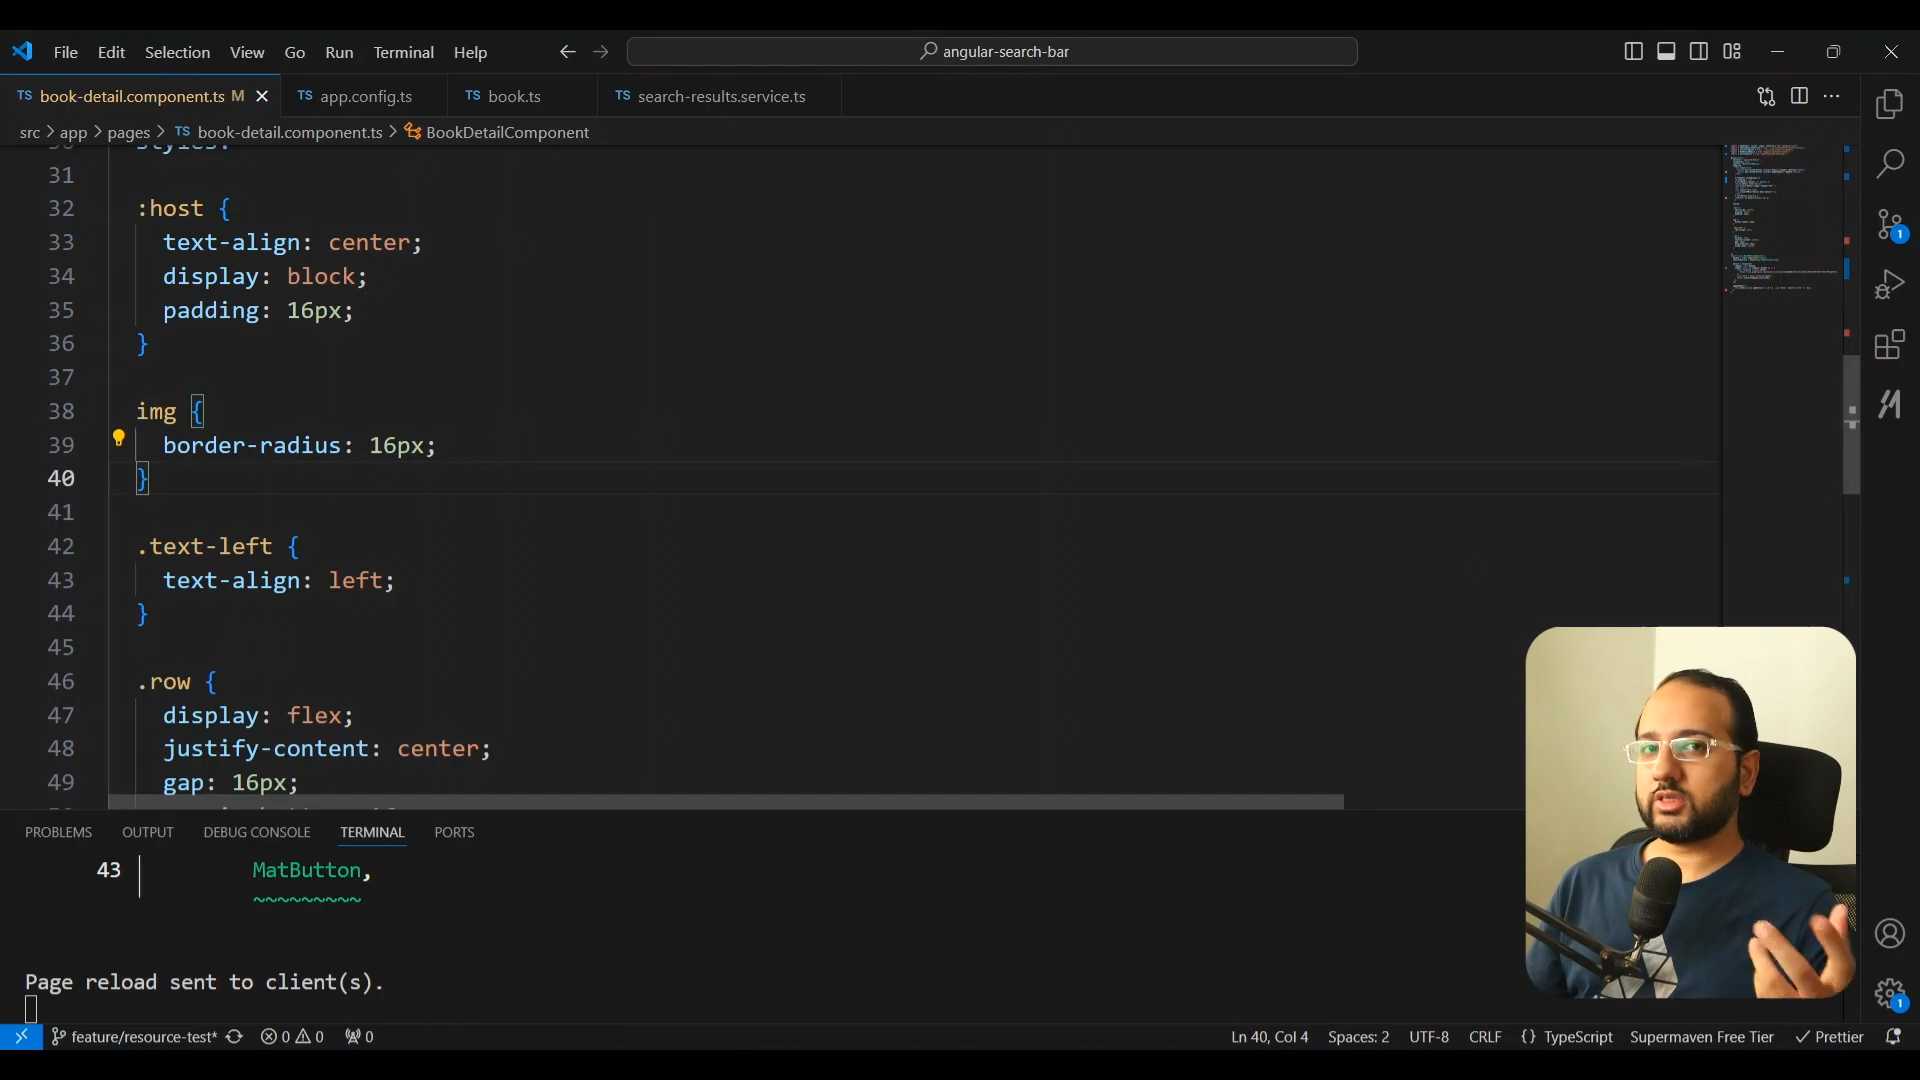 File Edit Selection View Go Run Terminal Help
angular-search-bar
TS book-detail.component.ts M
TS app.config.ts
TS book.ts
TS search-results.service.ts
src > app > pages > TS book-detail.component.ts > BookDetailComponent
30 styles: `
31
32 :host {
33 text-align: center;
34 display: block;
35 padding: 16px;
36 }
37
38 img {
39 border-radius: 16px;
40 }
41
42 .text-left {
43 text-align: left;
44 }
45
46 .row {
47 display: flex;
48 justify-content: center;
49 gap: 16px;
PROBLEMS OUTPUT DEBUG CONSOLE TERMINAL PORTS
43 MatButton,
~~~~~~~~~
Page reload sent to client(s).
feature/resource-test* 0 0 0
Ln 40, Col 4 Spaces: 2 UTF-8 CRLF {} TypeScript Supermaven Free Tier Prettier
1
1